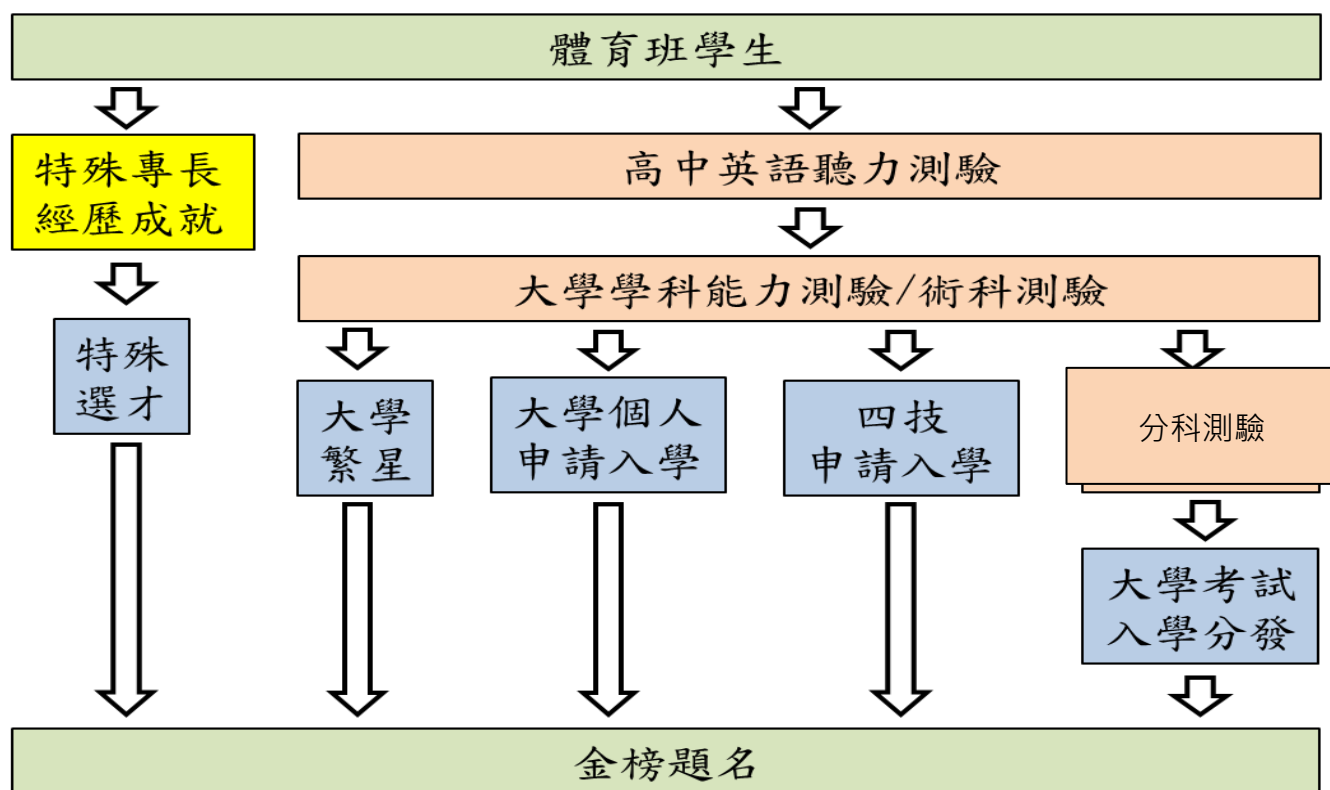 體育班學生
特殊專長
經歷成就
高中英語聽力測驗
大學學科能力測驗/術科測驗
特殊
選才
大學
繁星
大學個人
申請入學
四技
申請入學
分科測驗
大學考試
入學分發
金榜題名